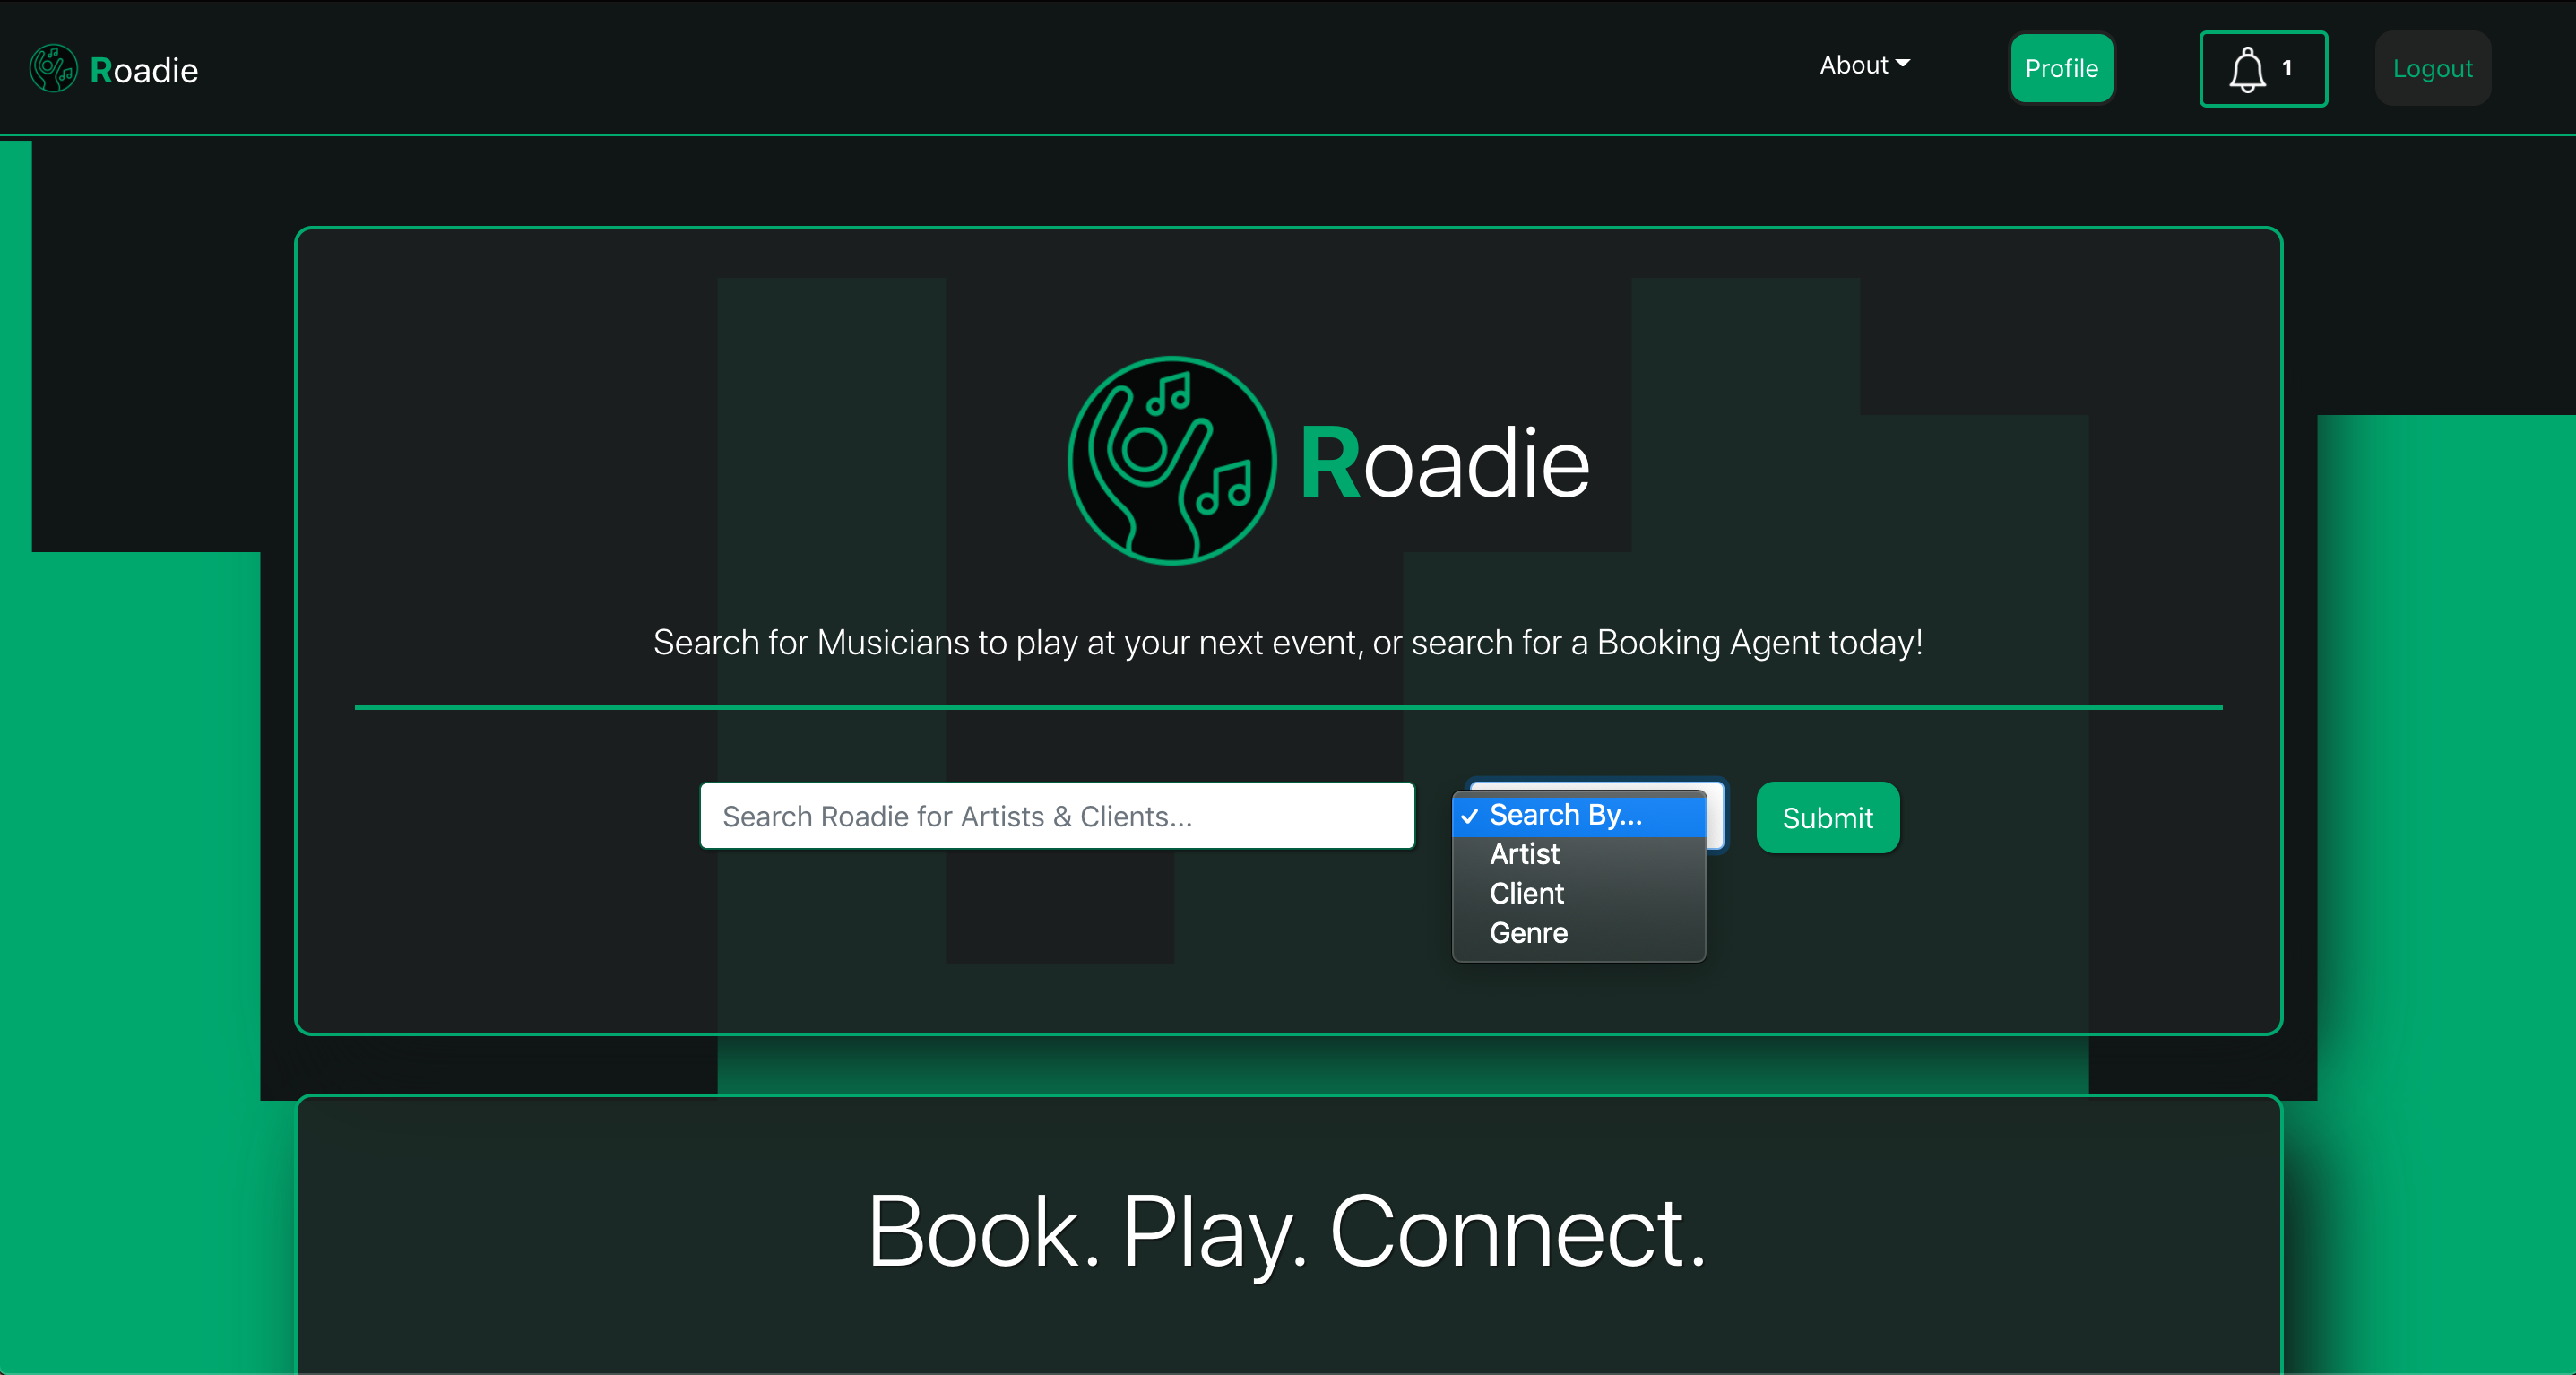 Roadie
About
Profile
1
Logout
Roadie
Search for Musicians to play at your next event, or search for a Booking Agent today!
Search Roadie for Artists & Clients...
Search By...
Artist
Client
Genre
Submit
Book. Play. Connect.